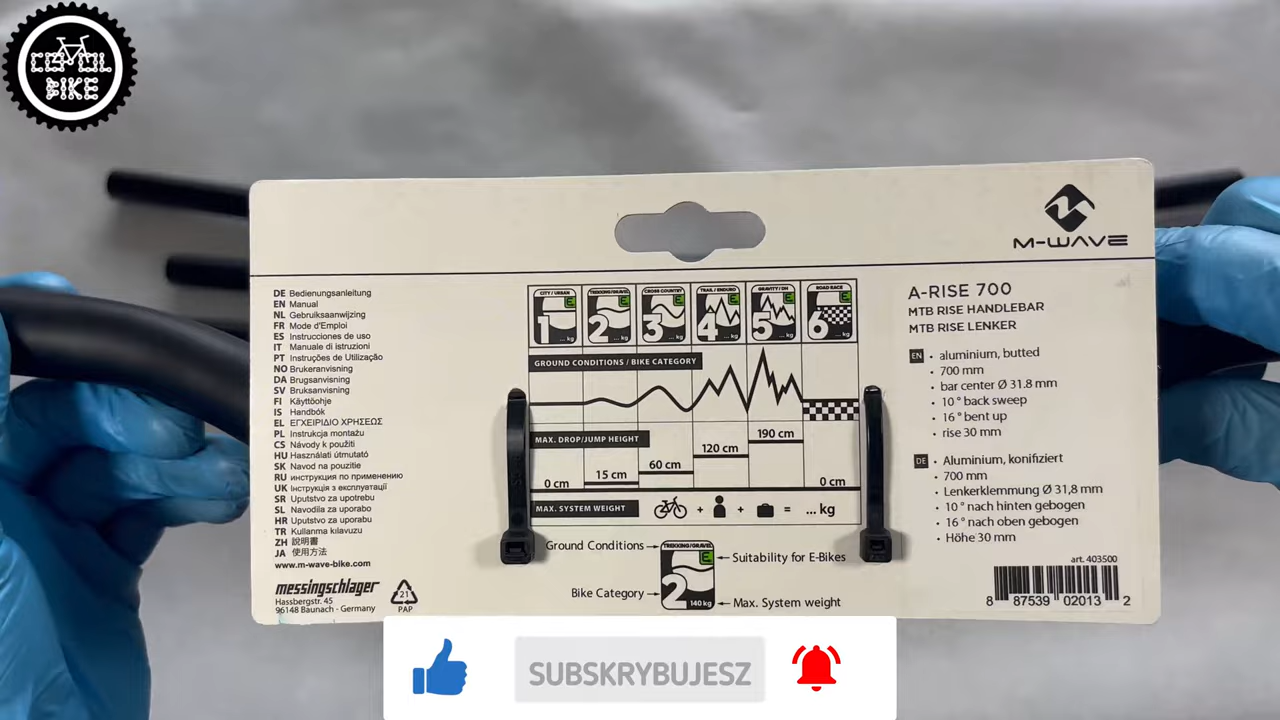 CENTRAL
BIKE
M-WAVE
DE Bedienungsanleitung
EN Manual
NL Gebruiksaanwijzing
FR Mode d'Emploi
ES Instrucciones de uso
IT Manuale di istruzioni
PT Instruções de Utilização
NO Brukeranvisning
DA Brugsanvisning
SV Bruksanvisning
FI Käyttöohje
IS Handbók
EL ΕΓΧΕΙΡΙΔΙΟ ΧΡΗΣΕΩΣ
PL Instrukcja montażu
CS Návody k použití
HU Használati útmutató
SK Navod na pouzitie
RU инструкция по применению
UK Інструкція з експлуатації
SR Uputstvo za upotrebu
SL Navodila za uporabo
HR Uputstvo za uporabu
TR Kullanma kılavuzu
ZH 說明書
JA 使用方法
www.m-wave-bike.com
messingschlager
Hassbergstr. 45
96148 Baunach - Germany
21
PAP
CITY / URBAN TREKKING/GRAVEL CROSS COUNTRY TRAIL / ENDURO GRAVITY / DH ROAD RACE
E E E E E E
1 2 3 4 5 6
... kg ... kg ... kg ... kg ... kg ... kg
GROUND CONDITIONS / BIKE CATEGORY
MAX. DROP/JUMP HEIGHT
0 cm 15 cm 60 cm 120 cm 190 cm 0 cm
MAX. SYSTEM WEIGHT + + = ... kg
Ground Conditions
TREKKING/GRAVEL
E
Suitability for E-Bikes
Bike Category
2
140 kg
Max. System weight
A-RISE 700
MTB RISE HANDLEBAR
MTB RISE LENKER
EN • aluminium, butted
• 700 mm
• bar center Ø 31.8 mm
• 10 ° back sweep
• 16 ° bent up
• rise 30 mm
DE • Aluminium, konifiziert
• 700 mm
• Lenkerklemmung Ø 31,8 mm
• 10 ° nach hinten gebogen
• 16 ° nach oben gebogen
• Höhe 30 mm
art. 403500
8 87539 02013 2
SUBSKRYBUJESZ